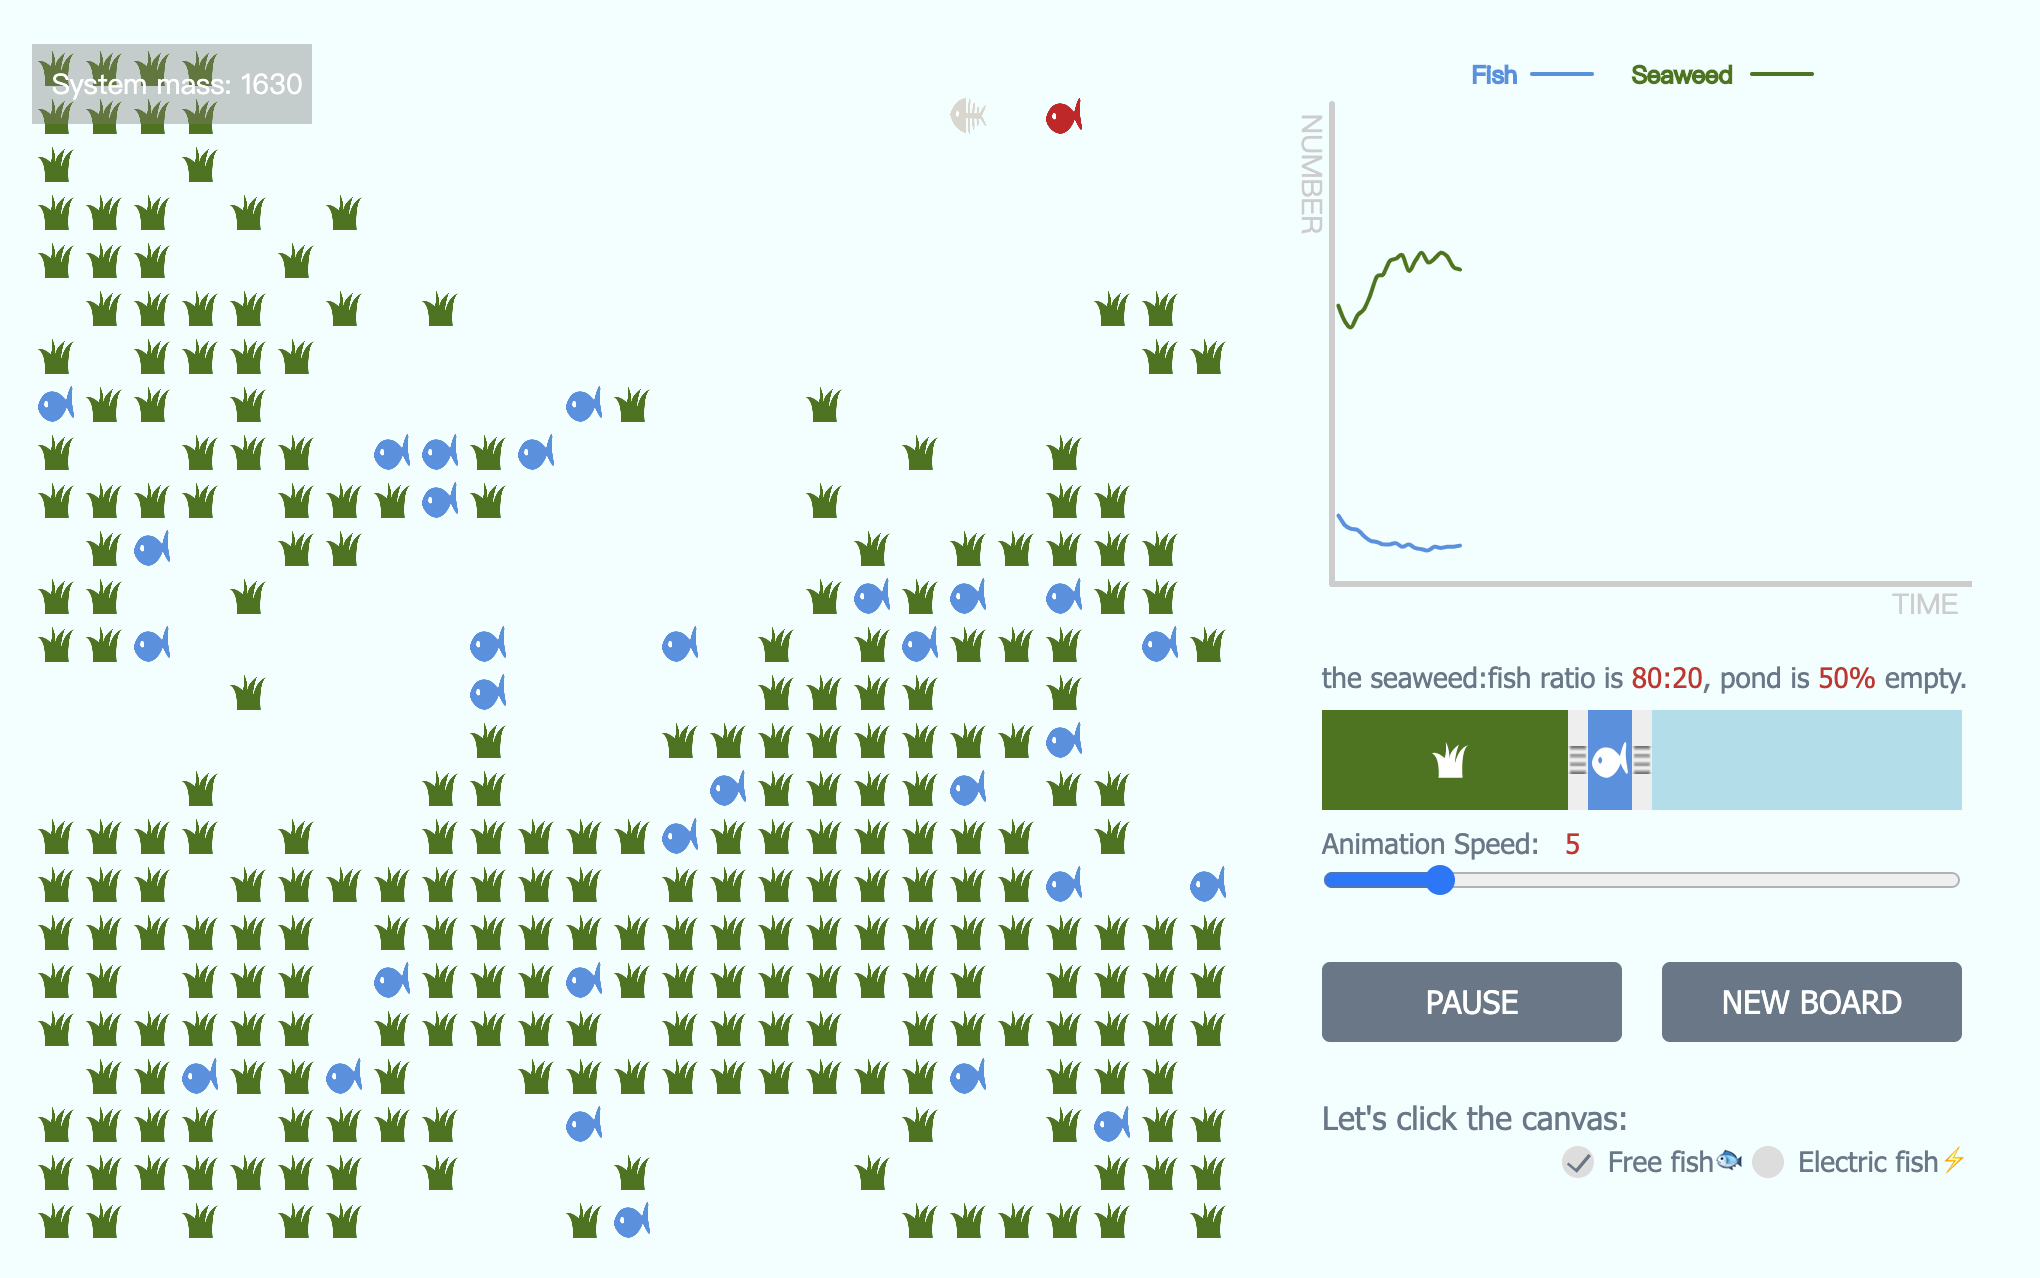 System mass: 1630
Fish
Seaweed
NUMBER
TIME
the seaweed:fish ratio is 80:20, pond is 50% empty.
Animation Speed: 5
PAUSE
NEW BOARD
Let's click the canvas:
Free fish🐟
Electric fish⚡